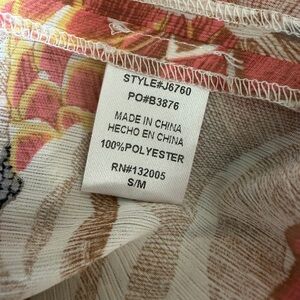 STYLE#J6760
PO#B3876
MADE IN CHINA
HECHO EN CHINA
100%POLYESTER
RN#132005
S/M